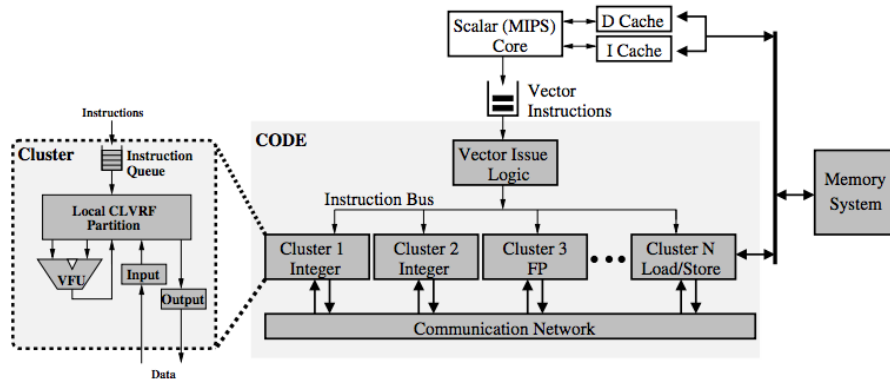 Scalar (MIPS)
Core
D Cache
I Cache
Vector
Instructions
Instructions
Cluster
Instruction
Queue
Local CLVRF
Partition
VFU
Input
Output
Data
CODE
Vector Issue
Logic
Instruction Bus
Cluster 1
Integer
Cluster 2
Integer
Cluster 3
FP
Cluster N
Load/Store
Communication Network
Memory
System